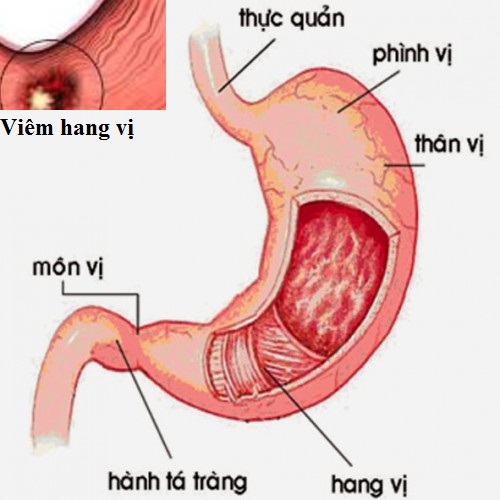 thực quản
phình vị
Viêm hang vị
thân vị
môn vị
hành tá tràng
hang vị